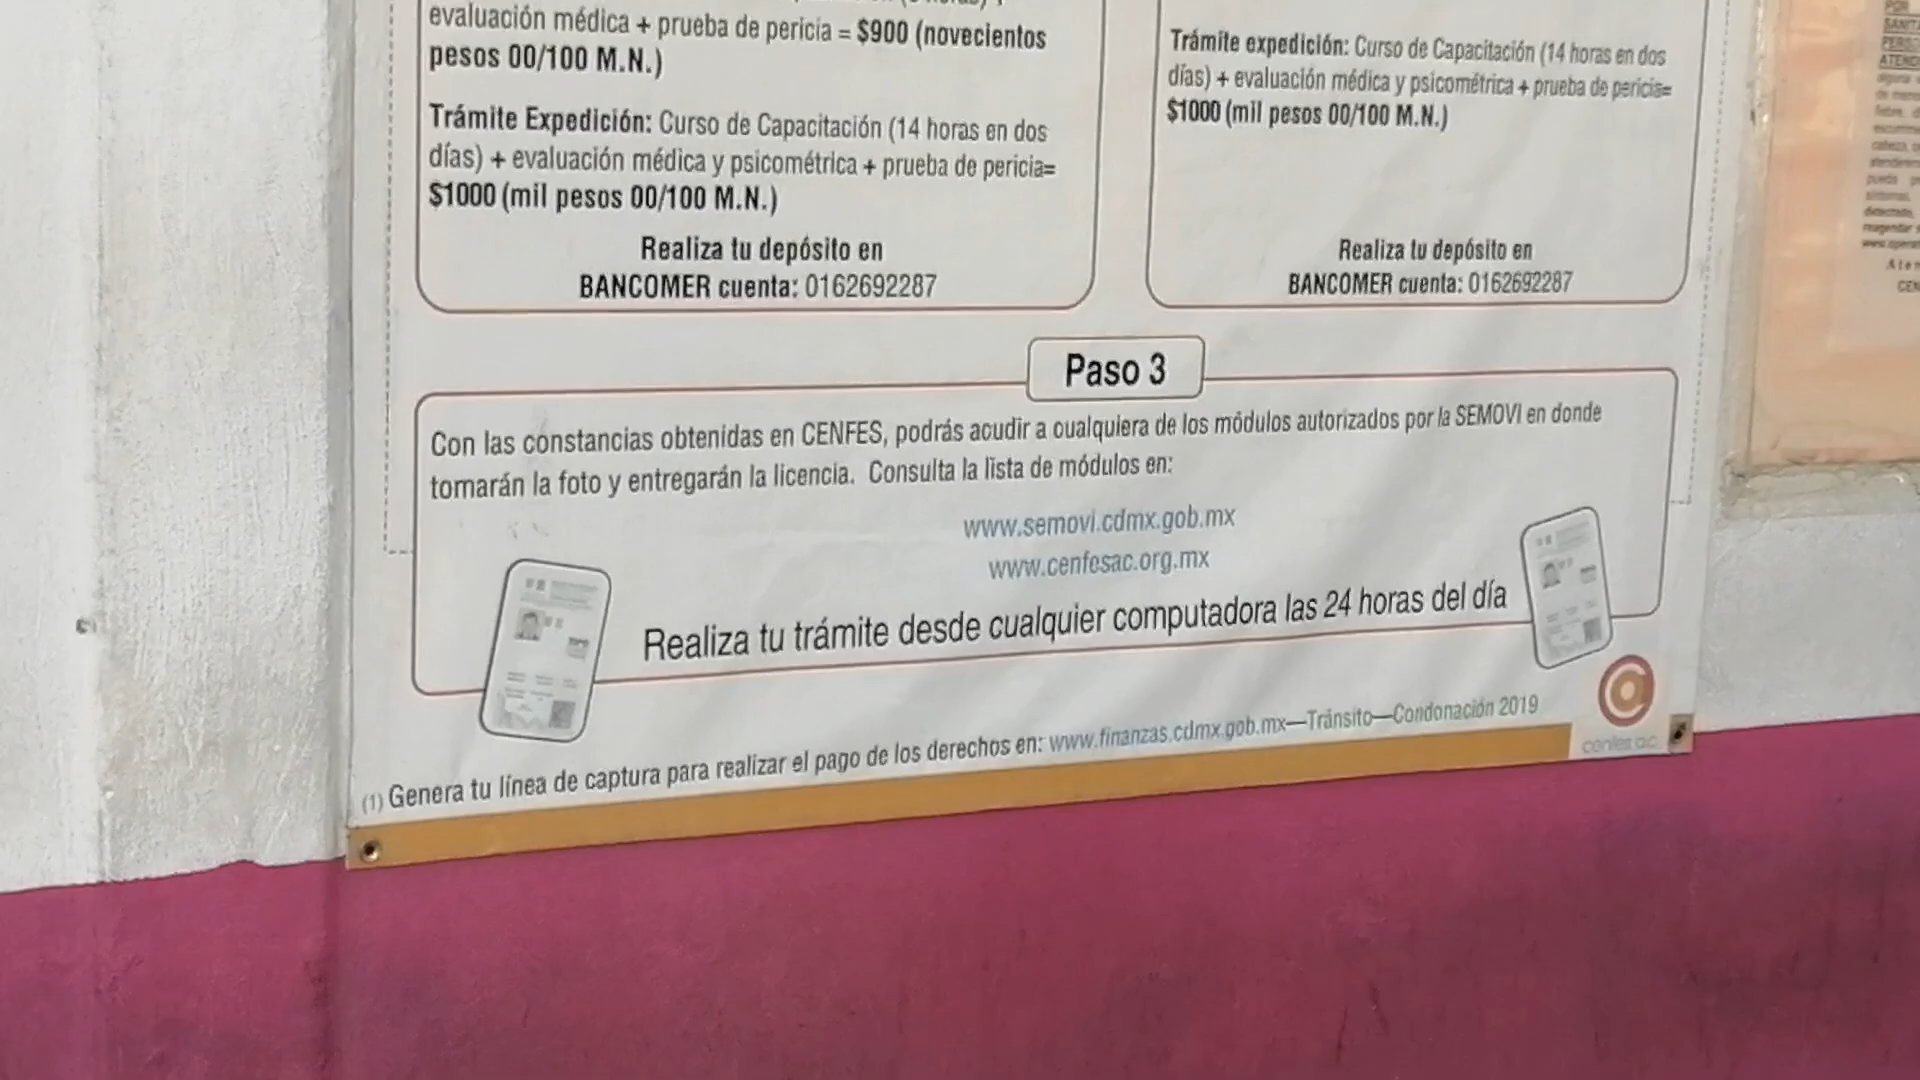 evaluación médica + prueba de pericia = $900 (novecientos
pesos 00/100 M.N.)
Trámite Expedición: Curso de Capacitación (14 horas en dos
días) + evaluación médica y psicométrica + prueba de pericia=
$1000 (mil pesos 00/100 M.N.)
Realiza tu depósito en
BANCOMER cuenta: 0162692287
Trámite expedición: Curso de Capacitación (14 horas en dos
días) + evaluación médica y psicométrica + prueba de pericia=
$1000 (mil pesos 00/100 M.N.)
Realiza tu depósito en
BANCOMER cuenta: 0162692287
Paso 3
Con las constancias obtenidas en CENFES, podrás acudir a cualquiera de los módulos autorizados por la SEMOVI en donde
tomarán la foto y entregarán la licencia. Consulta la lista de módulos en:
www.semovi.cdmx.gob.mx
www.cenfesac.org.mx
Realiza tu trámite desde cualquier computadora las 24 horas del día
(1) Genera tu línea de captura para realizar el pago de los derechos en: www.finanzas.cdmx.gob.mx—Tránsito—Condonación 2019
cenfes a.c.